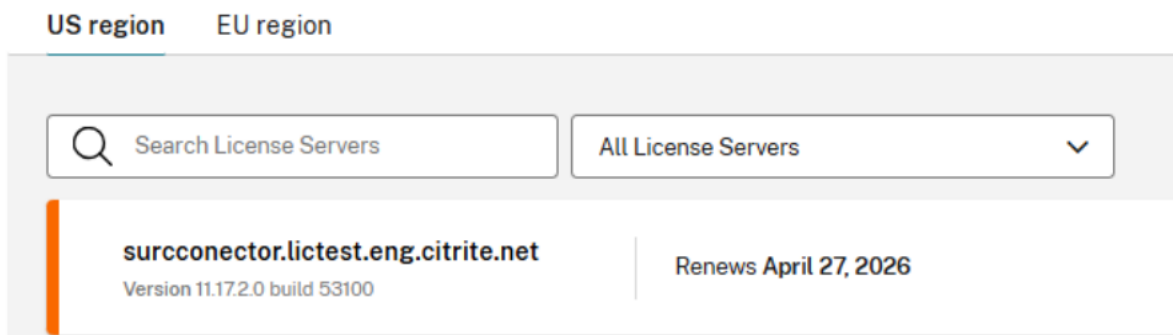 US region EU region
Search License Servers All License Servers
surcconector.lictest.eng.citrite.net
Renews April 27, 2026
Version 11.17.2.0 build 53100